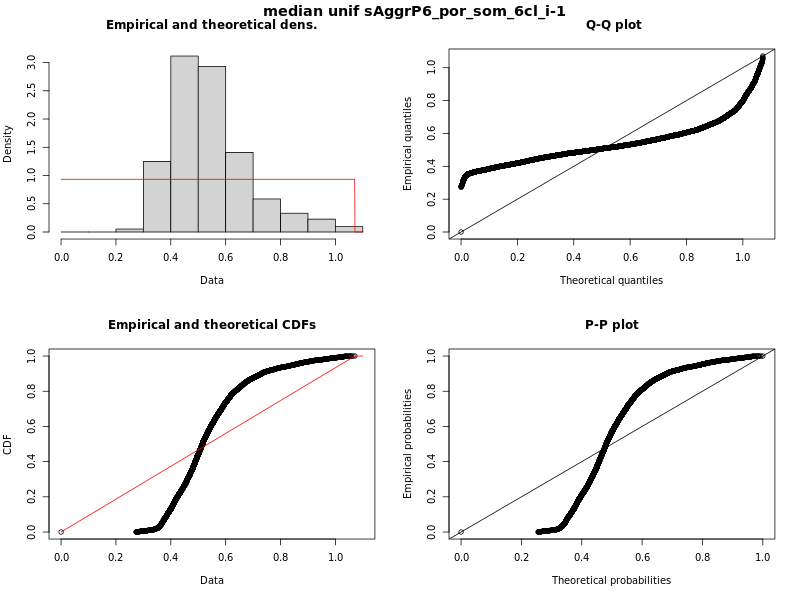 median unif sAggrP6_por_som_6cl_i-1
Empirical and theoretical dens.
Density
0.0 0.5 1.0 1.5 2.0 2.5 3.0
0.0 0.2 0.4 0.6 0.8 1.0
Data
Q-Q plot
Empirical quantiles
0.0 0.2 0.4 0.6 0.8 1.0
0.0 0.2 0.4 0.6 0.8 1.0
Theoretical quantiles
Empirical and theoretical CDFs
CDF
0.0 0.2 0.4 0.6 0.8 1.0
0.0 0.2 0.4 0.6 0.8 1.0
Data
P-P plot
Empirical probabilities
0.0 0.2 0.4 0.6 0.8 1.0
0.0 0.2 0.4 0.6 0.8 1.0
Theoretical probabilities